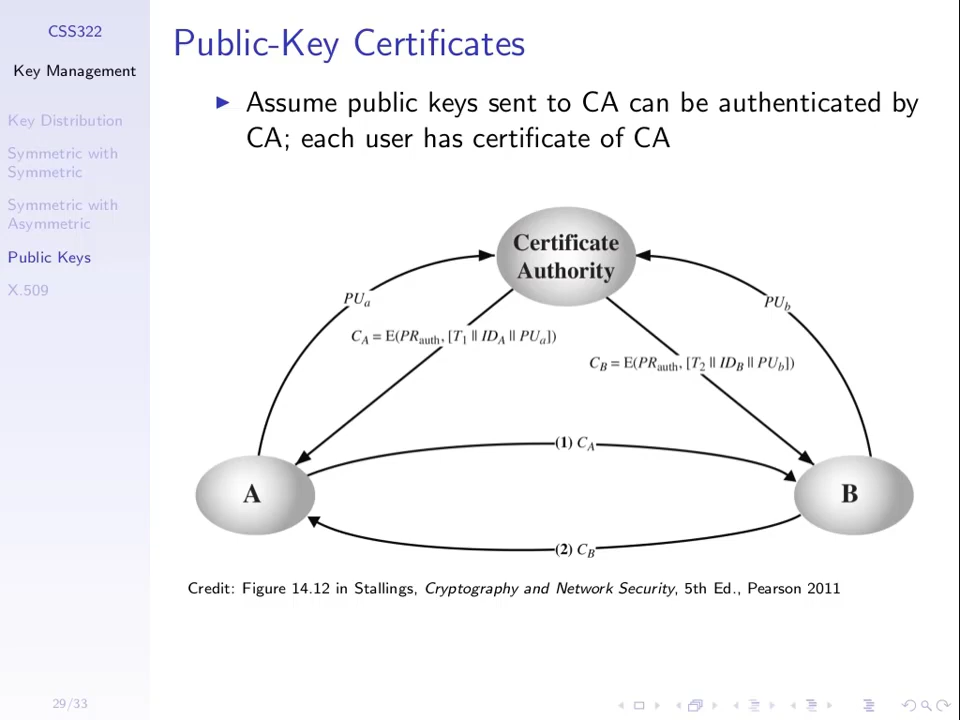 CSS322
Key Management
Key Distribution
Symmetric with
Symmetric
Symmetric with
Asymmetric
Public Keys
X.509
29/33
Public-Key Certificates
Assume public keys sent to CA can be authenticated by
CA; each user has certificate of CA
Certificate
Authority
PUa
PUb
CA = E(PRauth, [T1 || IDA || PUa])
CB = E(PRauth, [T2 || IDB || PUb])
(1) CA
A
B
(2) CB
Credit: Figure 14.12 in Stallings, Cryptography and Network Security, 5th Ed., Pearson 2011